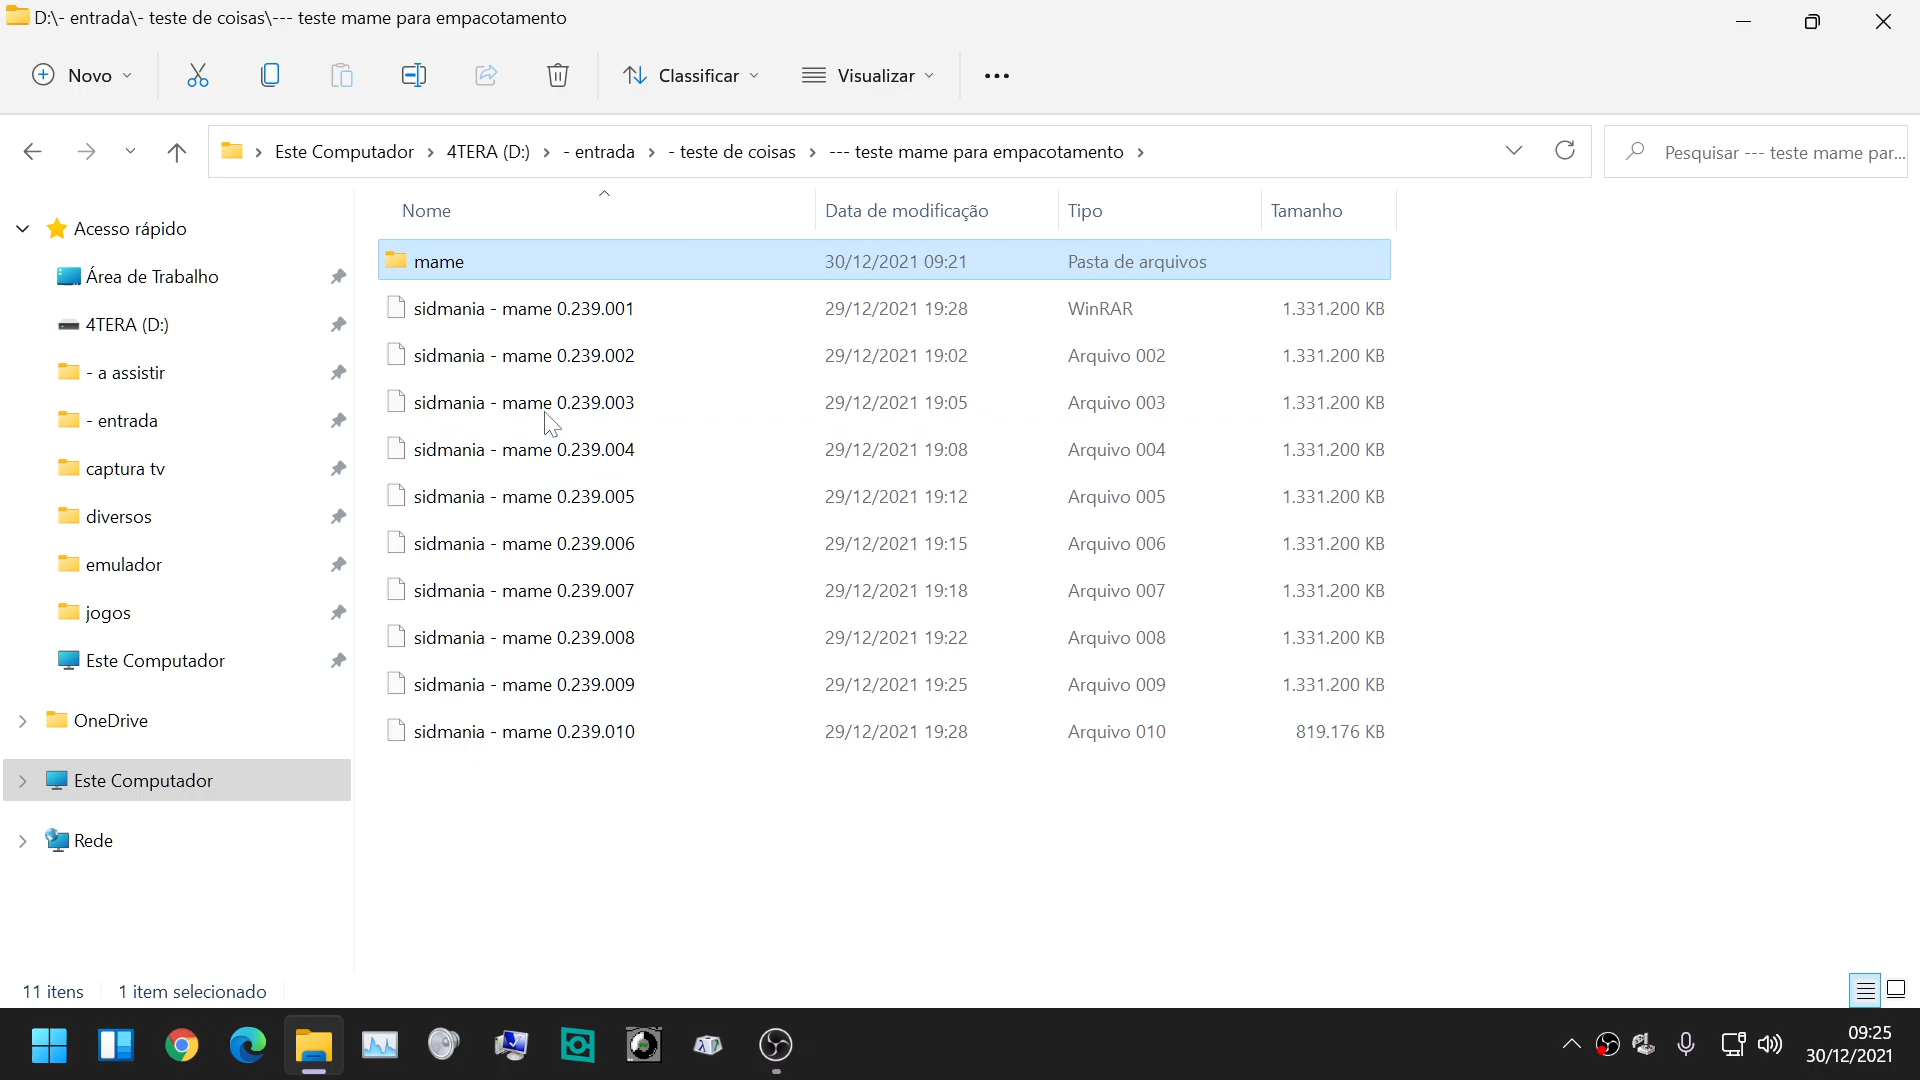 D:\- entrada\- teste de coisas\--- teste mame para empacotamento
Novo
Classificar
Visualizar
Este Computador
4TERA (D:)
- entrada
- teste de coisas
--- teste mame para empacotamento
Pesquisar --- teste mame par...
Nome
Data de modificação
Tipo
Tamanho
Acesso rápido
Área de Trabalho
4TERA (D:)
- a assistir
- entrada
captura tv
diversos
emulador
jogos
Este Computador
OneDrive
Este Computador
Rede
mame 30/12/2021 09:21 Pasta de arquivos
sidmania - mame 0.239.001 29/12/2021 19:28 WinRAR 1.331.200 KB
sidmania - mame 0.239.002 29/12/2021 19:02 Arquivo 002 1.331.200 KB
sidmania - mame 0.239.003 29/12/2021 19:05 Arquivo 003 1.331.200 KB
sidmania - mame 0.239.004 29/12/2021 19:08 Arquivo 004 1.331.200 KB
sidmania - mame 0.239.005 29/12/2021 19:12 Arquivo 005 1.331.200 KB
sidmania - mame 0.239.006 29/12/2021 19:15 Arquivo 006 1.331.200 KB
sidmania - mame 0.239.007 29/12/2021 19:18 Arquivo 007 1.331.200 KB
sidmania - mame 0.239.008 29/12/2021 19:22 Arquivo 008 1.331.200 KB
sidmania - mame 0.239.009 29/12/2021 19:25 Arquivo 009 1.331.200 KB
sidmania - mame 0.239.010 29/12/2021 19:28 Arquivo 010 819.176 KB
11 itens
1 item selecionado
09:25
30/12/2021